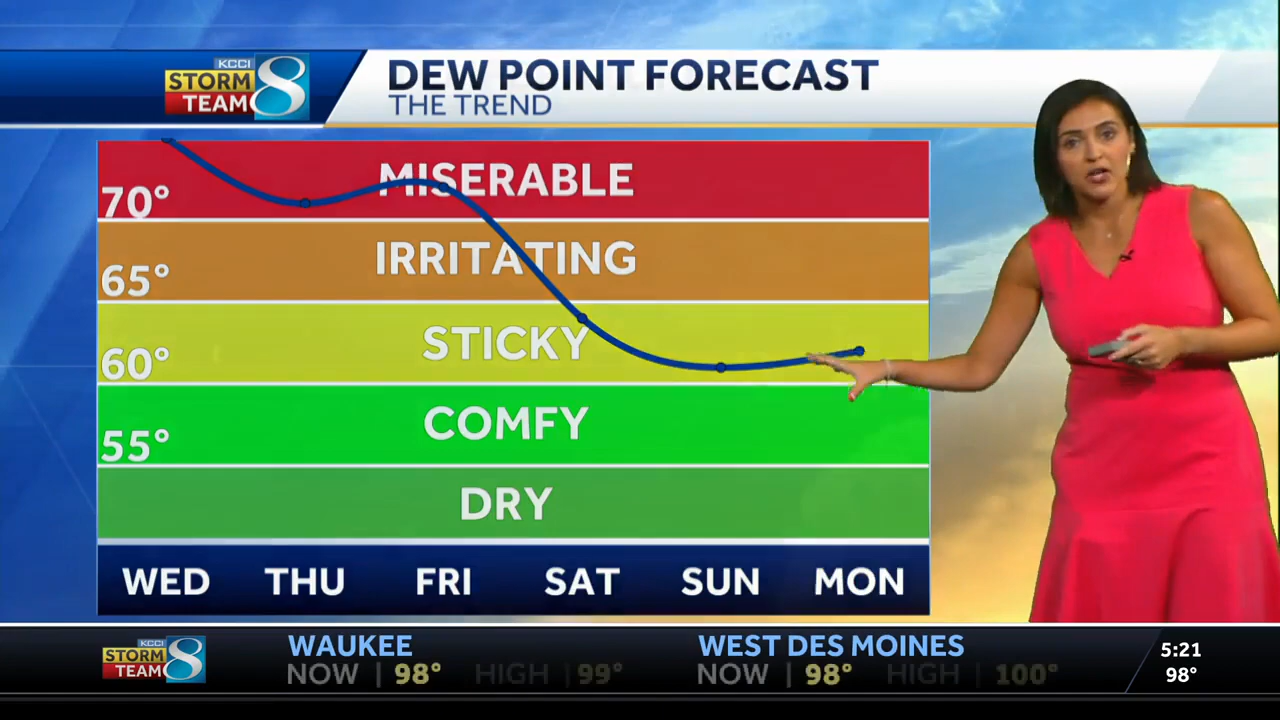 KCCI
STORM
TEAM 8
DEW POINT FORECAST
THE TREND
MISERABLE
70°
IRRITATING
65°
STICKY
60°
COMFY
55°
DRY
WED THU FRI SAT SUN MON
KCCI
STORM
TEAM 8
WAUKEE
NOW | 98° HIGH | 99°
WEST DES MOINES
NOW | 98° HIGH | 100°
5:21
98°